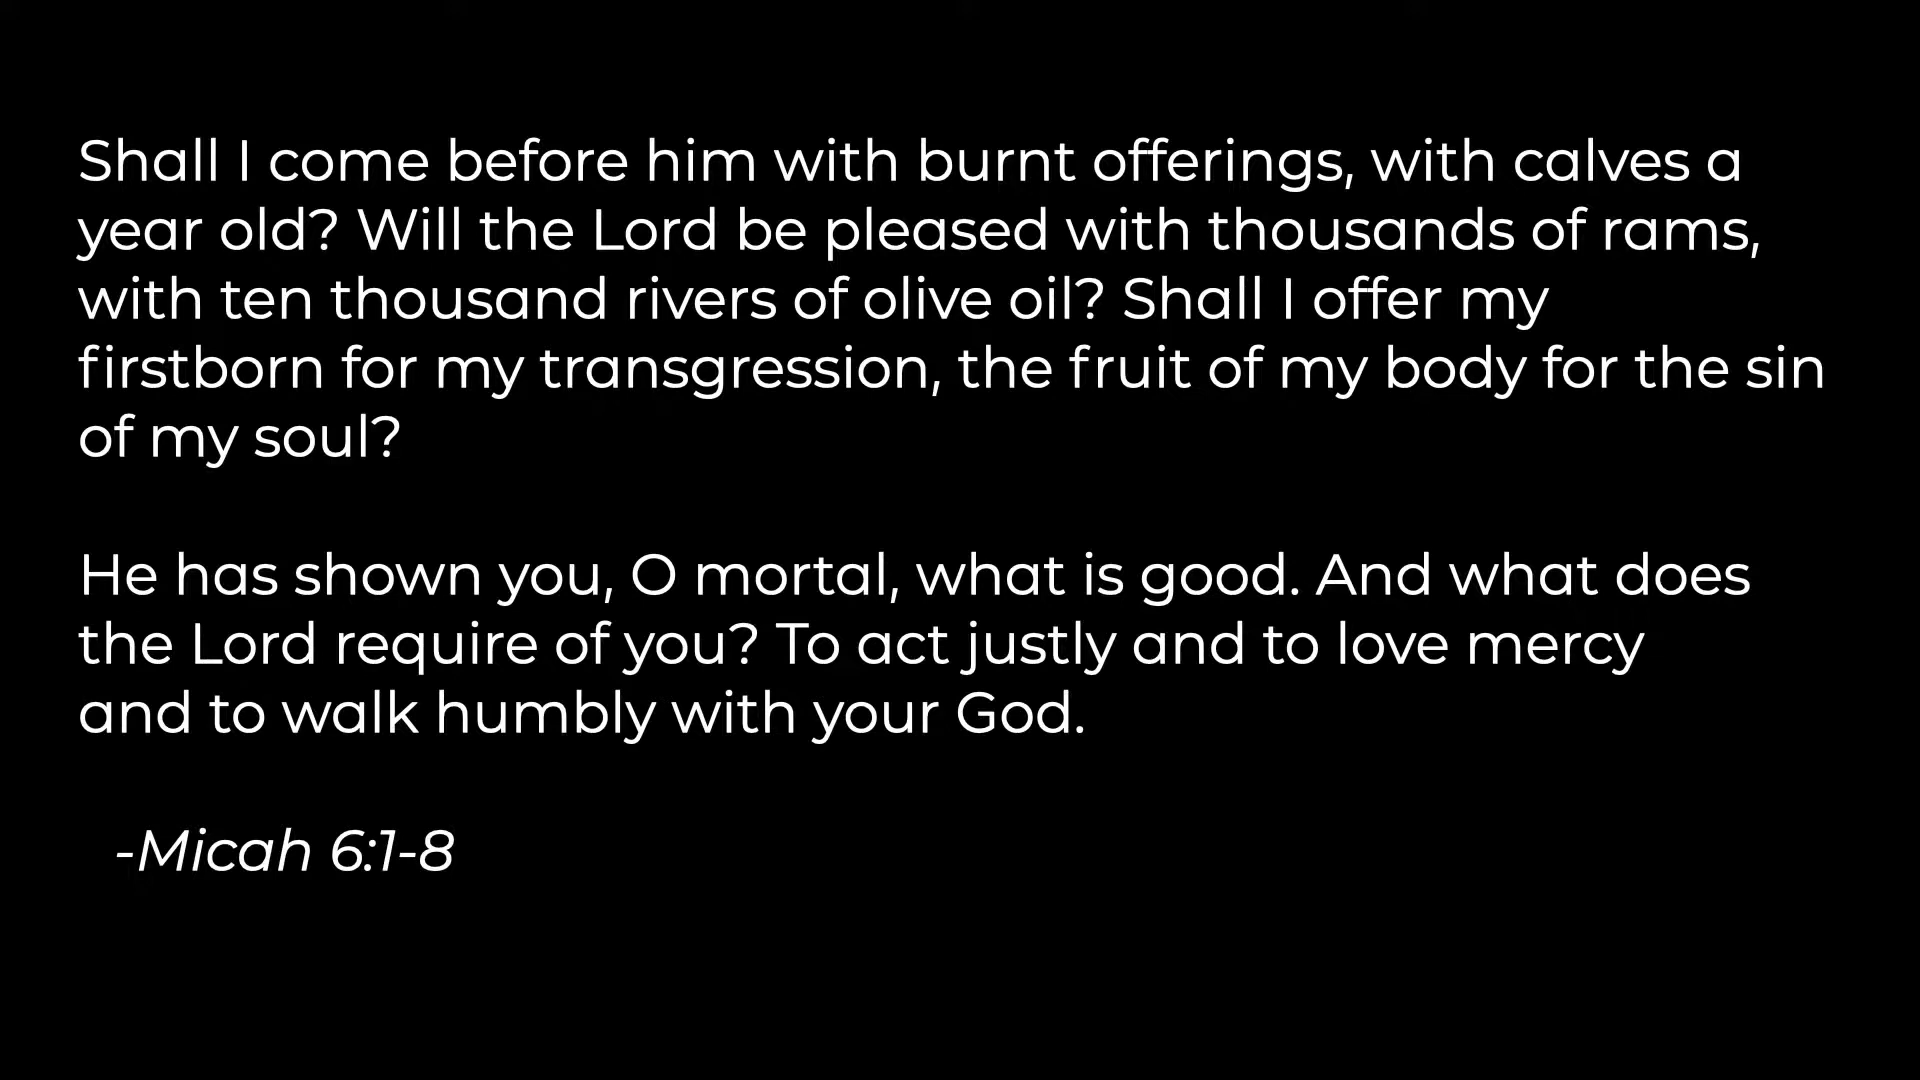 Shall I come before him with burnt offerings, with calves a
year old? Will the Lord be pleased with thousands of rams,
with ten thousand rivers of olive oil? Shall I offer my
firstborn for my transgression, the fruit of my body for the sin
of my soul?
He has shown you, O mortal, what is good. And what does
the Lord require of you? To act justly and to love mercy
and to walk humbly with your God.
-Micah 6:1-8